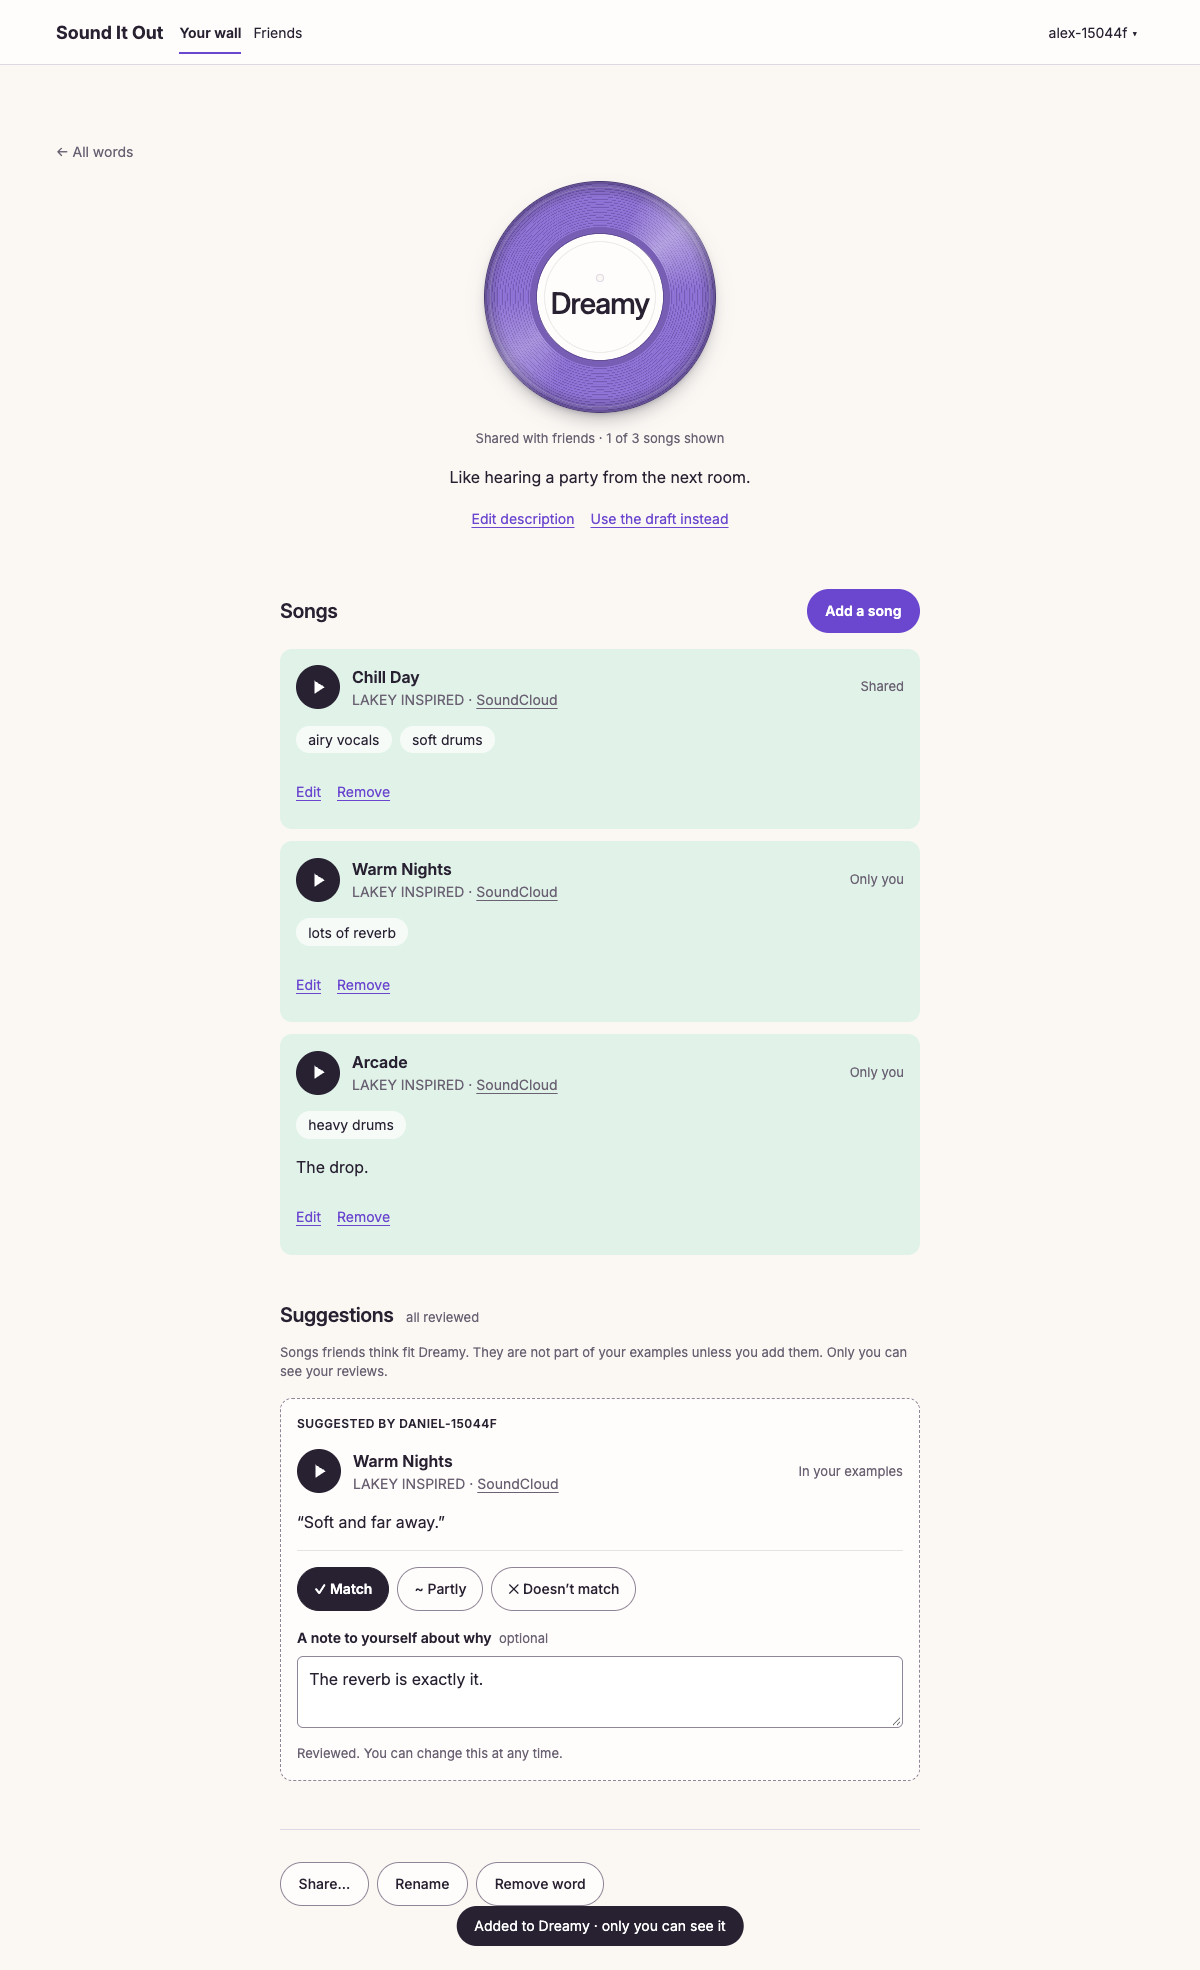 Sound It Out Your wall Friends alex-15044f ▾
← All words
Dreamy
Shared with friends · 1 of 3 songs shown
Like hearing a party from the next room.
Edit description Use the draft instead
Songs Add a song
Chill Day
LAKEY INSPIRED · SoundCloud
Shared
airy vocals soft drums
Edit Remove
Warm Nights
LAKEY INSPIRED · SoundCloud
Only you
lots of reverb
Edit Remove
Arcade
LAKEY INSPIRED · SoundCloud
Only you
heavy drums
The drop.
Edit Remove
Suggestions all reviewed
Songs friends think fit Dreamy. They are not part of your examples unless you add them. Only you can
see your reviews.
SUGGESTED BY DANIEL-15044F
Warm Nights
LAKEY INSPIRED · SoundCloud
In your examples
“Soft and far away.”
✓ Match ~ Partly ✕ Doesn’t match
A note to yourself about why optional
The reverb is exactly it.
Reviewed. You can change this at any time.
Share… Rename Remove word
Added to Dreamy · only you can see it